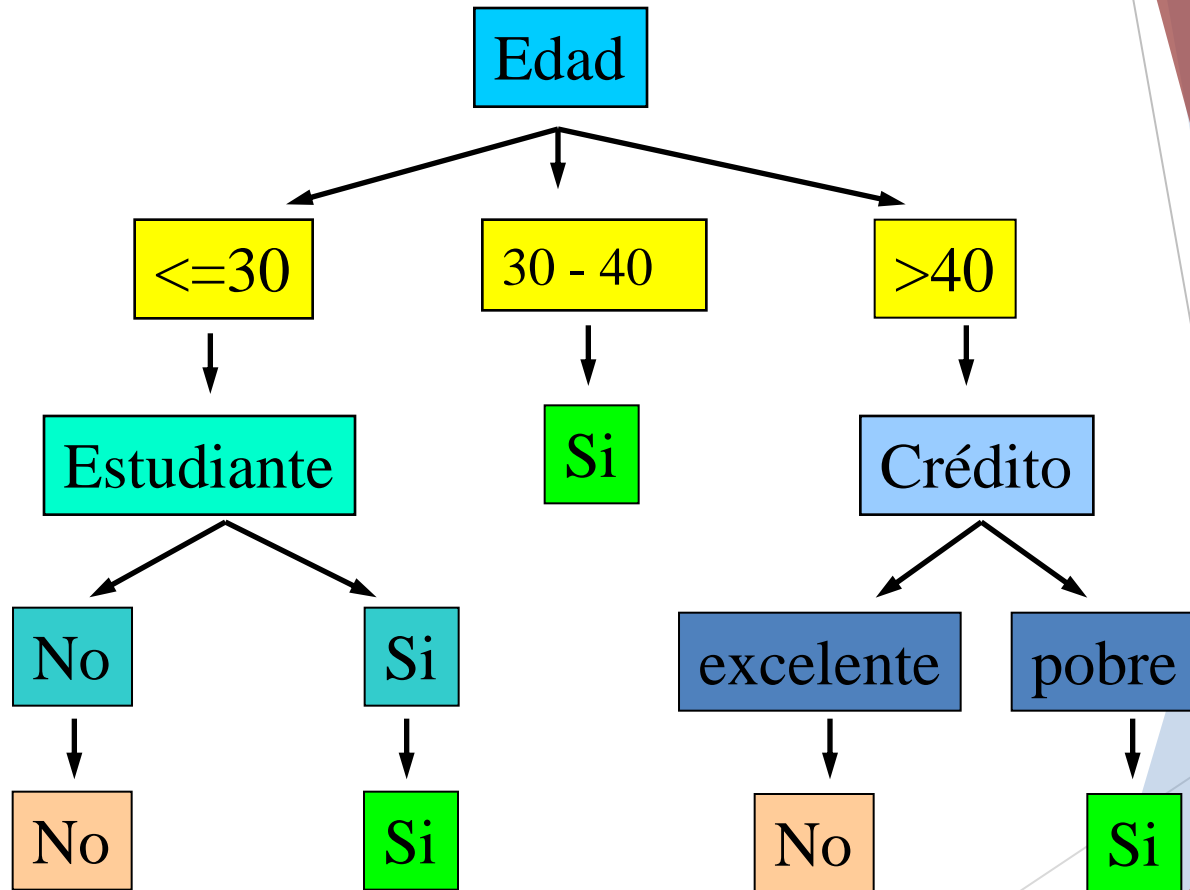 Edad
<=30
30 - 40
>40
Estudiante
Si
Crédito
No
Si
excelente
pobre
No
Si
No
Si